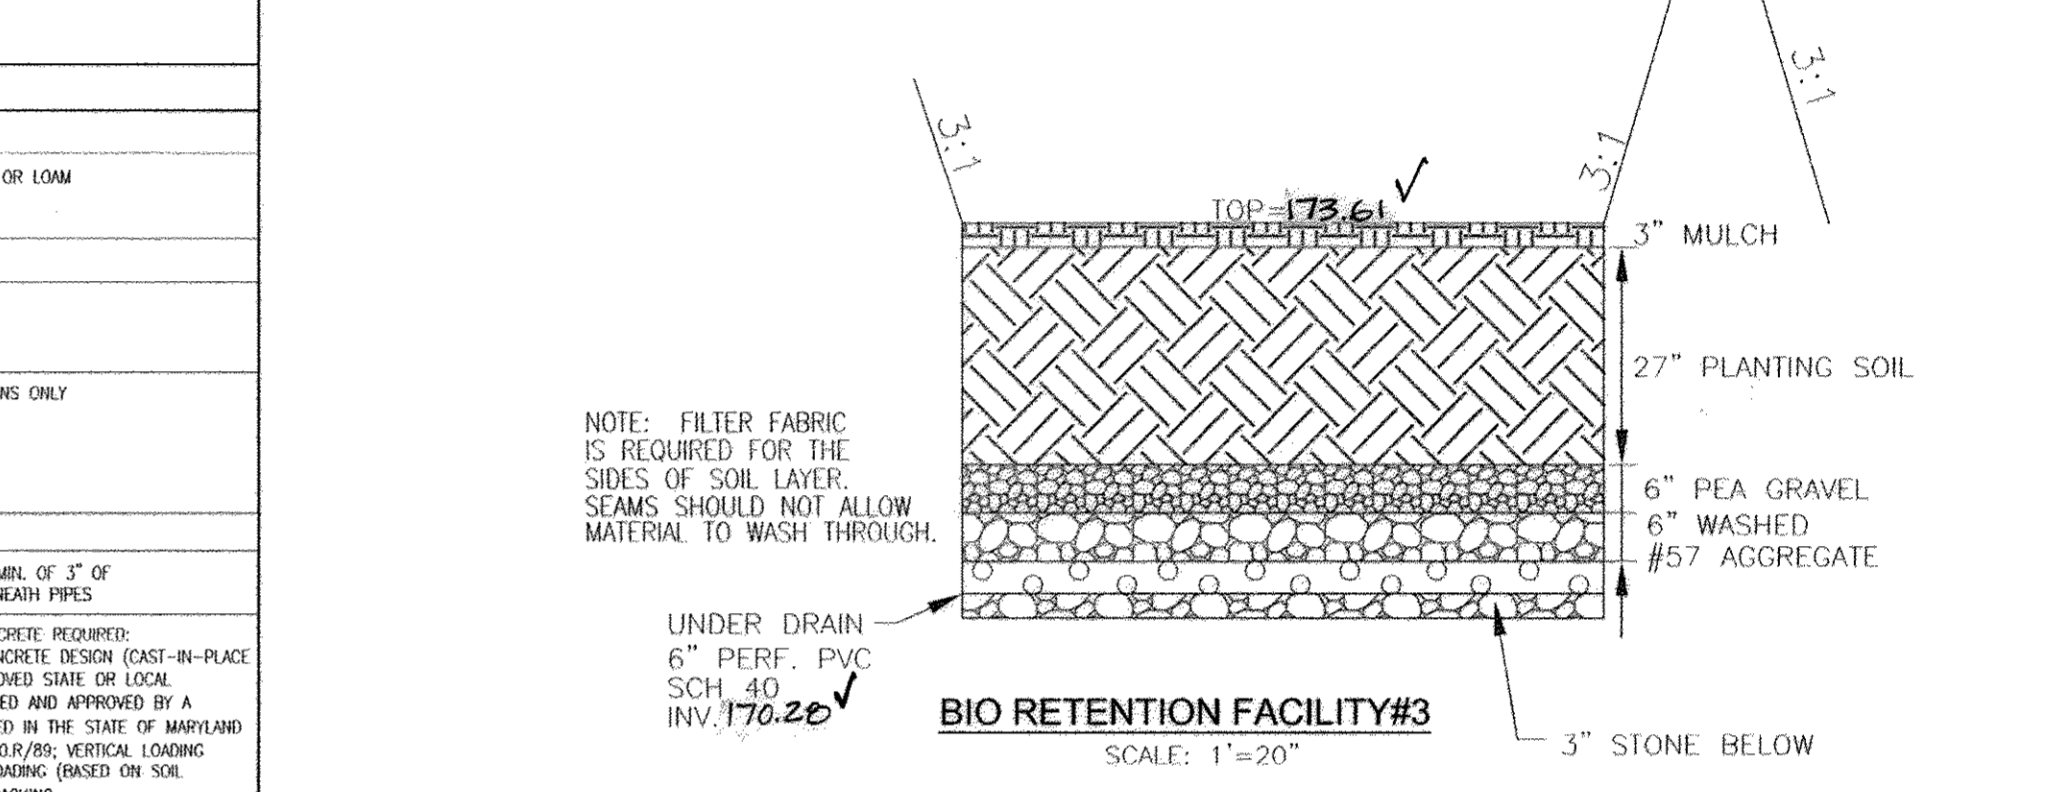 OR LOAM
NS ONLY
MIN. OF 3" OF
NEATH PIPES
CRETE REQUIRED:
NCRETE DESIGN (CAST-IN-PLACE
OVED STATE OR LOCAL
ED AND APPROVED BY A
ED IN THE STATE OF MARYLAND
O.R/89; VERTICAL LOADING
OADING (BASED ON SOIL
3:1
3:1
3:1
TOP=173.61 ✓
3" MULCH
27" PLANTING SOIL
NOTE: FILTER FABRIC
IS REQUIRED FOR THE
SIDES OF SOIL LAYER.
SEAMS SHOULD NOT ALLOW
MATERIAL TO WASH THROUGH.
6" PEA GRAVEL
6" WASHED
#57 AGGREGATE
UNDER DRAIN
6" PERF. PVC
SCH 40
INV. 170.28 ✓
BIO RETENTION FACILITY#3
SCALE: 1'=20"
3" STONE BELOW